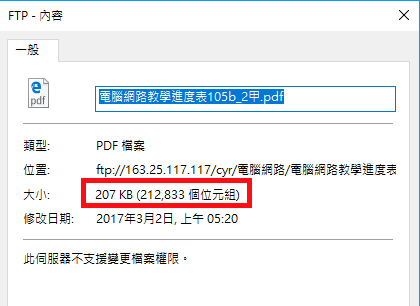 FTP - 內容
一般
pdf
電腦網路教學進度表105b_2甲.pdf
類型: PDF 檔案
位置: ftp://163.25.117.117/cyr/電腦網路/電腦網路教學進度表
大小: 207 KB (212,833 個位元組)
修改日期: 2017年3月2日, 上午 05:20
此伺服器不支援變更檔案權限。